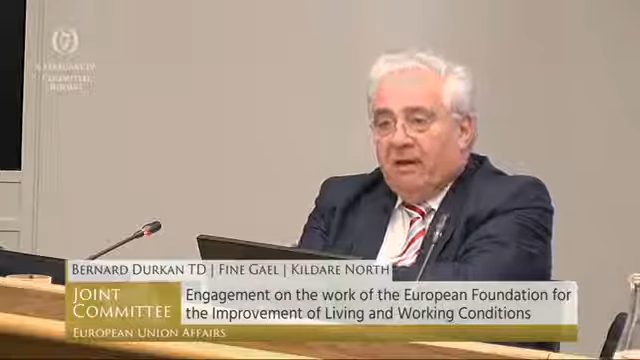 BERNARD DURKAN TD | FINE GAEL | KILDARE NORTH
JOINT
COMMITTEE
Engagement on the work of the European Foundation for
the Improvement of Living and Working Conditions
EUROPEAN UNION AFFAIRS